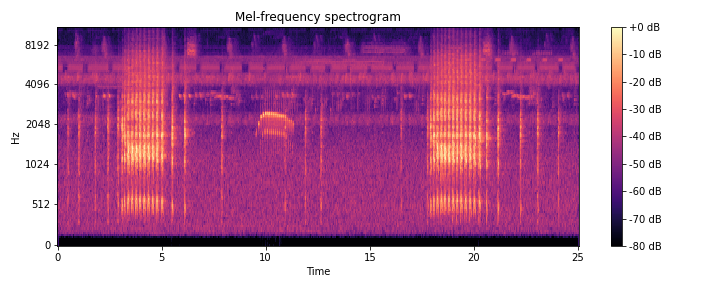 Mel-frequency spectrogram
8192
4096
2048
1024
512
0
Hz
0 5 10 15 20 25
Time
+0 dB
-10 dB
-20 dB
-30 dB
-40 dB
-50 dB
-60 dB
-70 dB
-80 dB